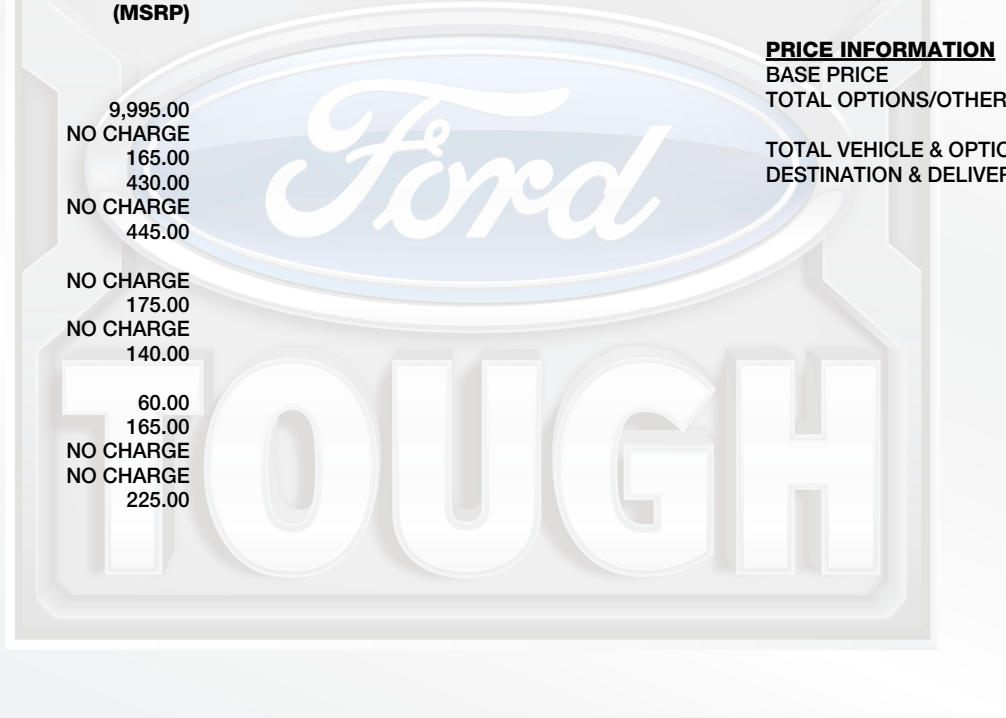 (MSRP)
9,995.00
NO CHARGE
165.00
430.00
NO CHARGE
445.00
NO CHARGE
175.00
NO CHARGE
140.00
60.00
165.00
NO CHARGE
NO CHARGE
225.00
PRICE INFORMATION
BASE PRICE
TOTAL OPTIONS/OTHER
TOTAL VEHICLE & OPTIO
DESTINATION & DELIVER
Ford
TOUGH